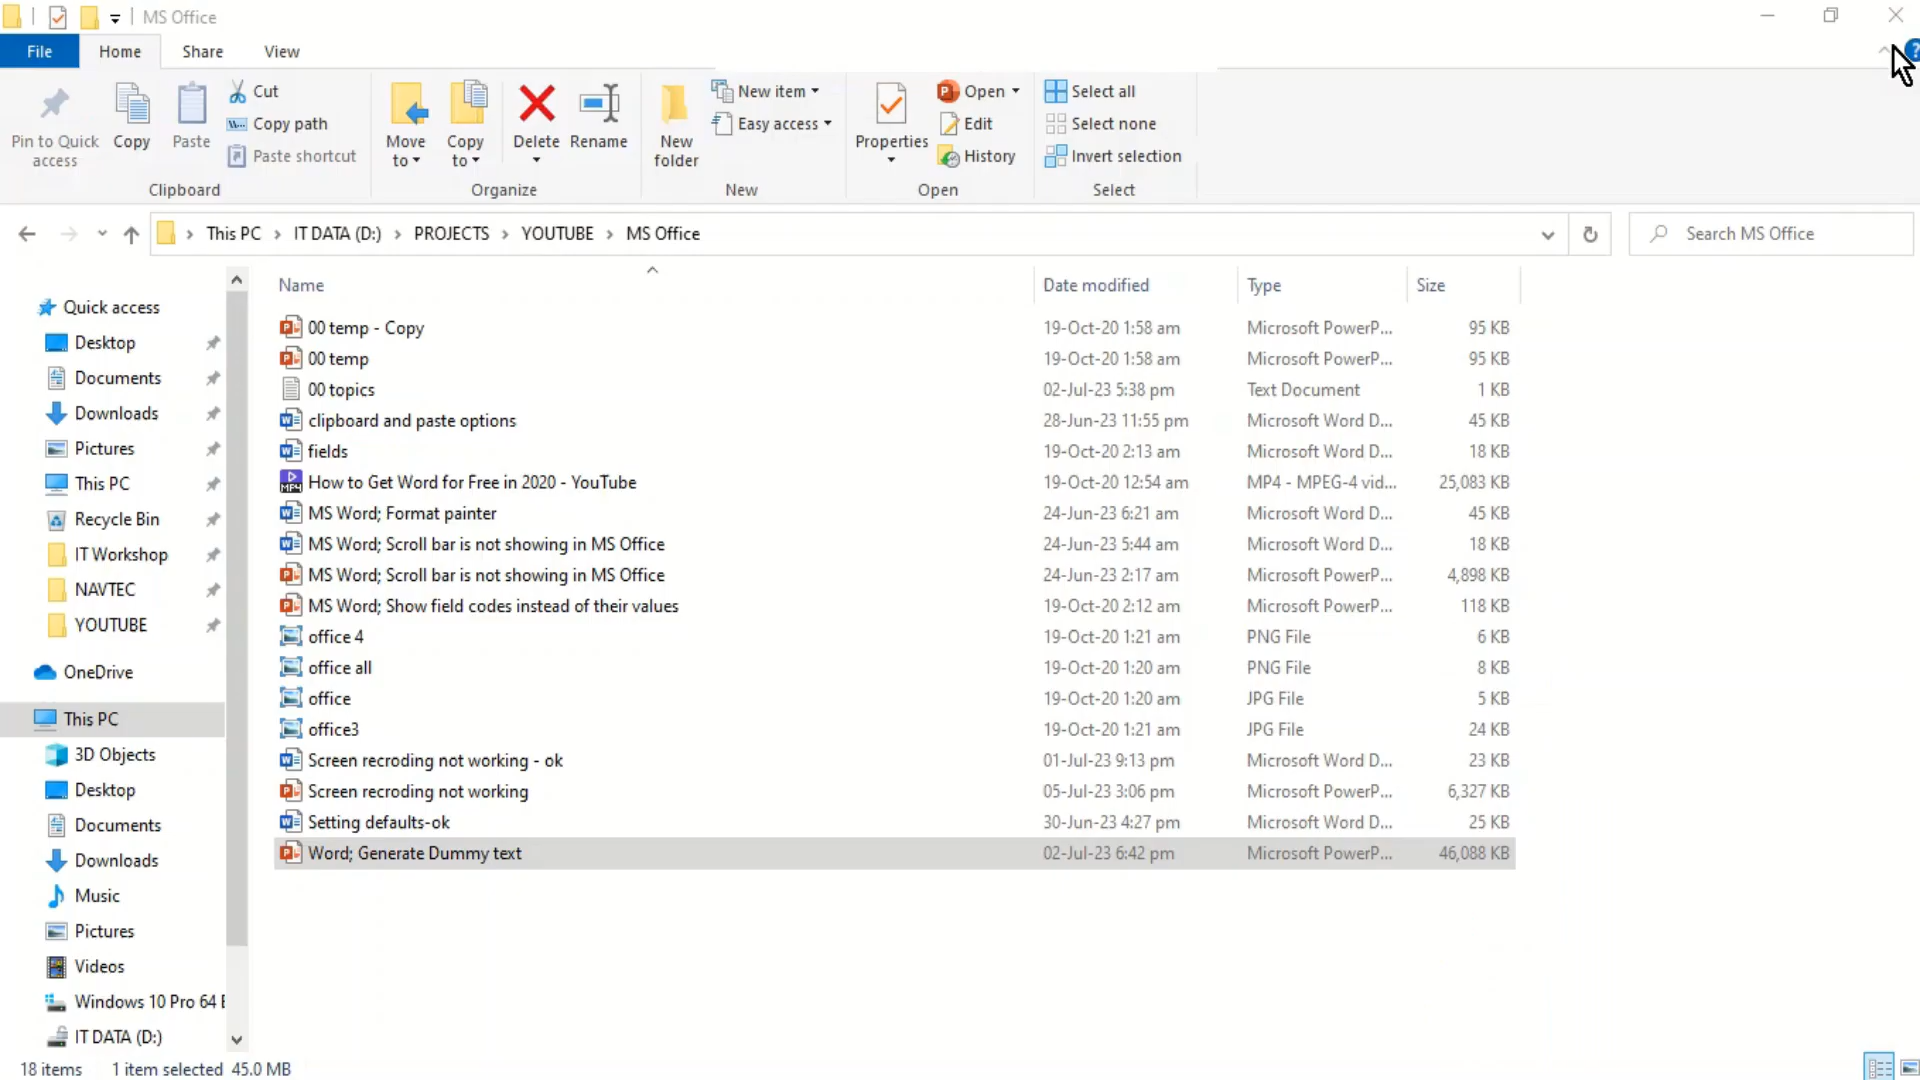 MS Office
File
Home
Share
View
Pin to Quick
access
Copy
Paste
Cut
Copy path
Paste shortcut
Clipboard
Move
to
Copy
to
Delete
Rename
Organize
New
folder
New item
Easy access
New
Properties
Open
Edit
History
Open
Select all
Select none
Invert selection
Select
This PC > IT DATA (D:) > PROJECTS > YOUTUBE > MS Office
Search MS Office
Quick access
Desktop
Documents
Downloads
Pictures
This PC
Recycle Bin
IT Workshop
NAVTEC
YOUTUBE
OneDrive
This PC
3D Objects
Desktop
Documents
Downloads
Music
Pictures
Videos
Windows 10 Pro 64
IT DATA (D:)
Name Date modified Type Size
00 temp - Copy 19-Oct-20 1:58 am Microsoft PowerP... 95 KB
00 temp 19-Oct-20 1:58 am Microsoft PowerP... 95 KB
00 topics 02-Jul-23 5:38 pm Text Document 1 KB
clipboard and paste options 28-Jun-23 11:55 pm Microsoft Word D... 45 KB
fields 19-Oct-20 2:13 am Microsoft Word D... 18 KB
How to Get Word for Free in 2020 - YouTube 19-Oct-20 12:54 am MP4 - MPEG-4 vid... 25,083 KB
MS Word; Format painter 24-Jun-23 6:21 am Microsoft Word D... 45 KB
MS Word; Scroll bar is not showing in MS Office 24-Jun-23 5:44 am Microsoft Word D... 18 KB
MS Word; Scroll bar is not showing in MS Office 24-Jun-23 2:17 am Microsoft PowerP... 4,898 KB
MS Word; Show field codes instead of their values 19-Oct-20 2:12 am Microsoft PowerP... 118 KB
office 4 19-Oct-20 1:21 am PNG File 6 KB
office all 19-Oct-20 1:20 am PNG File 8 KB
office 19-Oct-20 1:20 am JPG File 5 KB
office3 19-Oct-20 1:21 am JPG File 24 KB
Screen recroding not working - ok 01-Jul-23 9:13 pm Microsoft Word D... 23 KB
Screen recroding not working 05-Jul-23 3:06 pm Microsoft PowerP... 6,327 KB
Setting defaults-ok 30-Jun-23 4:27 pm Microsoft Word D... 25 KB
Word; Generate Dummy text 02-Jul-23 6:42 pm Microsoft PowerP... 46,088 KB
18 items 1 item selected 45.0 MB